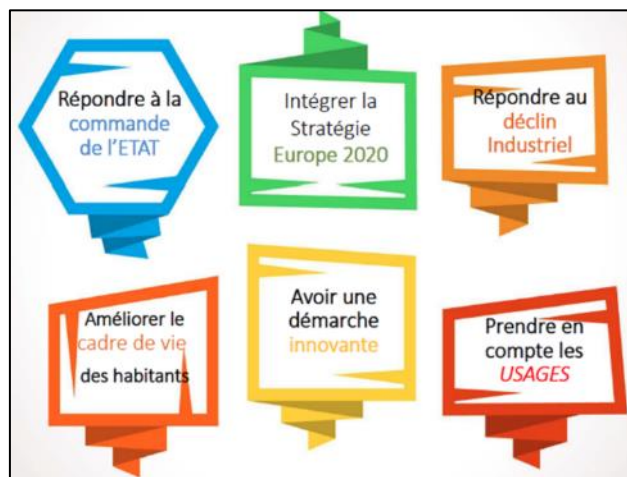 Répondre à la
commande
de l'ETAT
Intégrer la
Stratégie
Europe 2020
Répondre au
déclin
Industriel
Améliorer le
cadre de vie
des habitants
Avoir une
démarche
innovante
Prendre en
compte les
USAGES